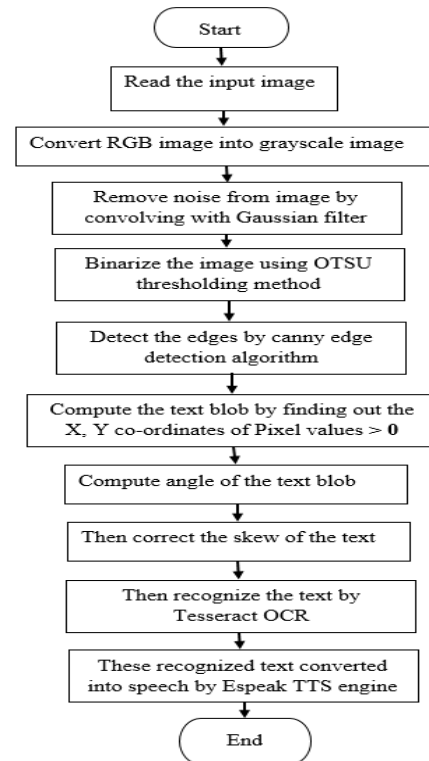 Start
Read the input image
Convert RGB image into grayscale image
Remove noise from image by
convolving with Gaussian filter
Binarize the image using OTSU
thresholding method
Detect the edges by canny edge
detection algorithm
Compute the text blob by finding out the
X, Y co-ordinates of Pixel values > 0
Compute angle of the text blob
Then correct the skew of the text
Then recognize the text by
Tesseract OCR
These recognized text converted
into speech by Espeak TTS engine
End